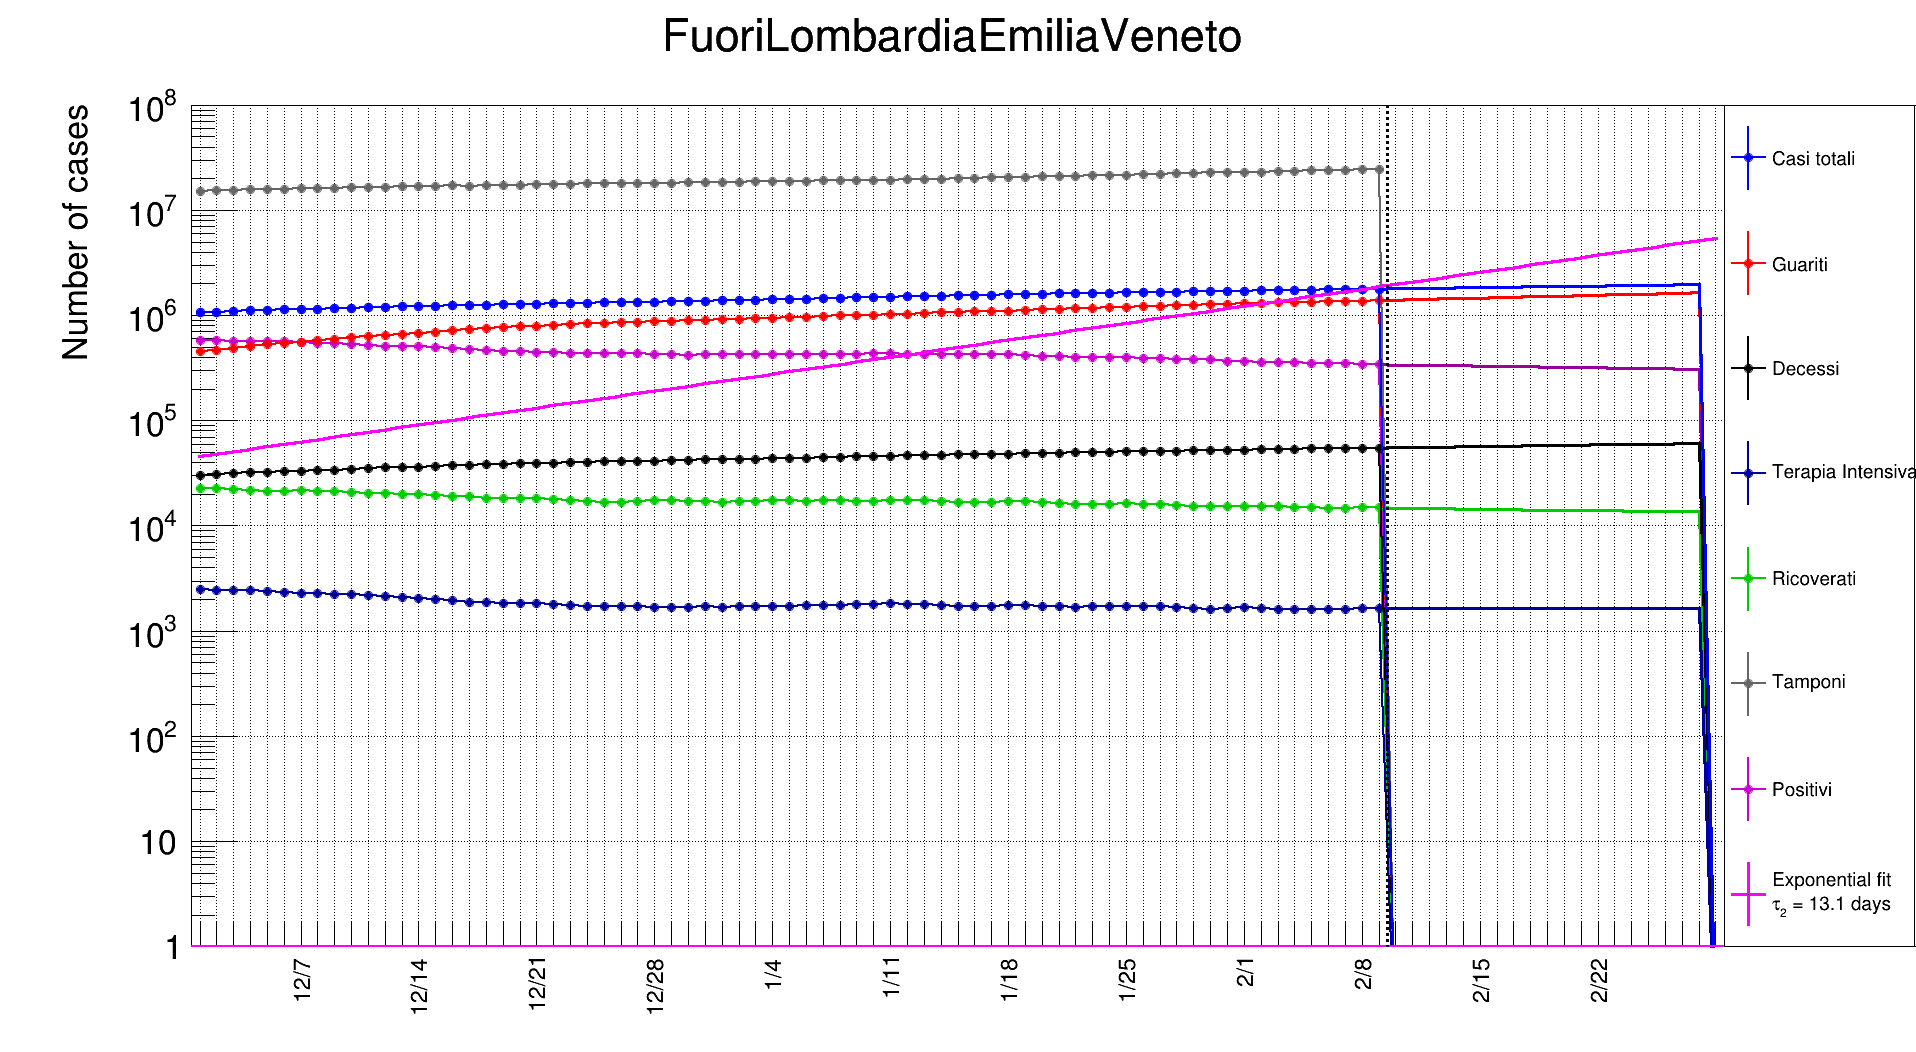 FuoriLombardiaEmiliaVeneto
Number of cases
10^8
10^7
10^6
10^5
10^4
10^3
10^2
10
1
12/7
12/14
12/21
12/28
1/4
1/11
1/18
1/25
2/1
2/8
2/15
2/22
Casi totali
Guariti
Decessi
Terapia Intensiva
Ricoverati
Tamponi
Positivi
Exponential fit
τ₂ = 13.1 days